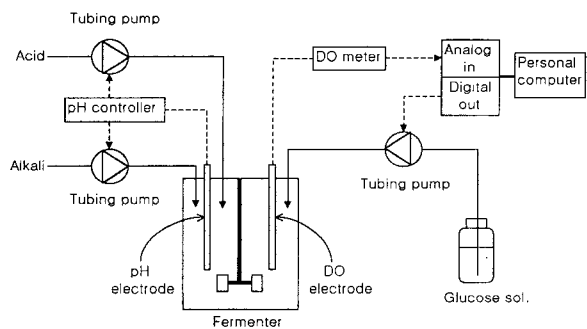 Tubing pump
Acid
pH controller
Alkali
Tubing pump
DO meter
Analog
in
Digital
out
Personal
computer
Tubing pump
pH
electrode
DO
electrode
Glucose sol.
Fermenter